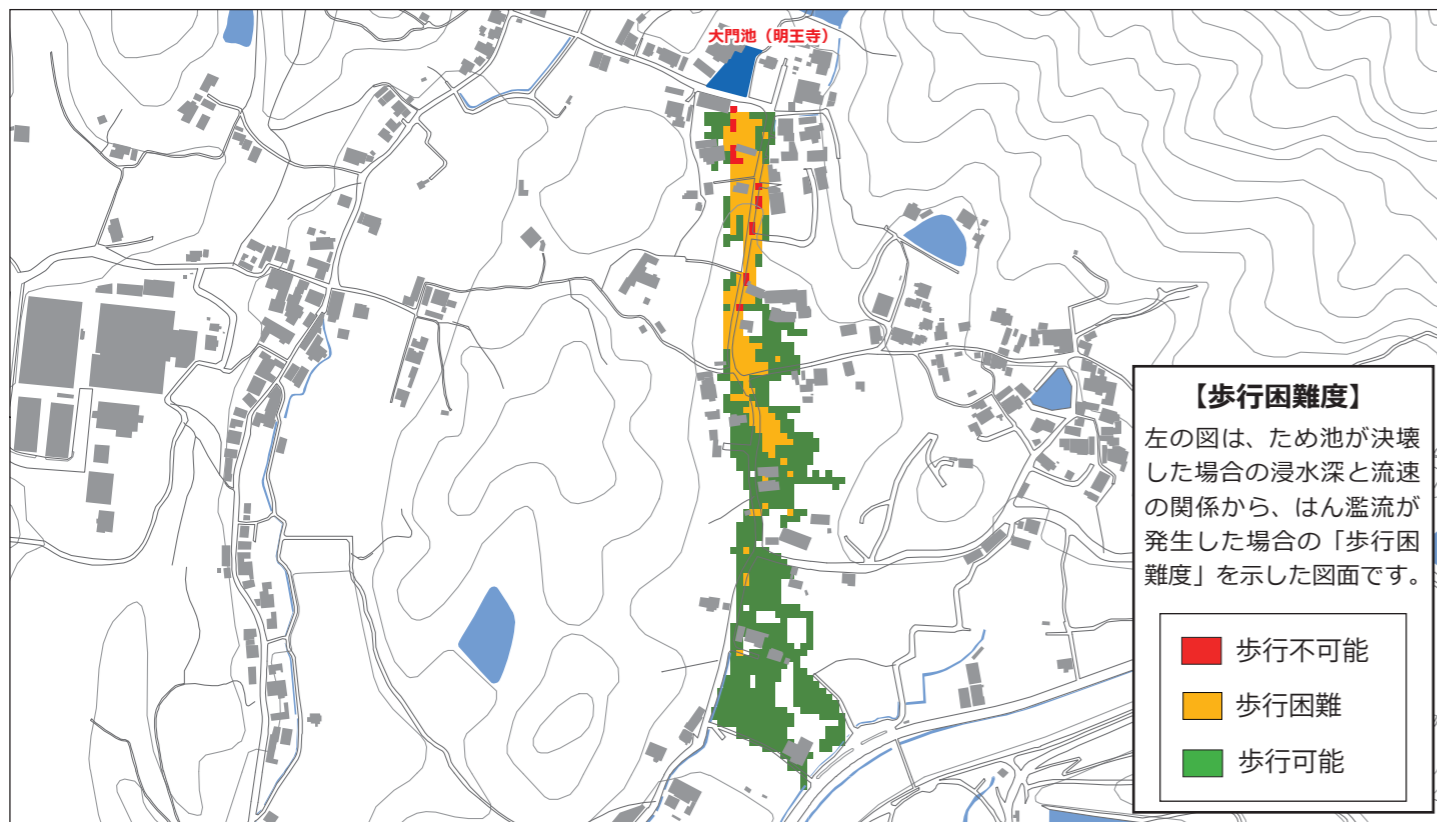 大門池（明王寺）
【歩行困難度】
左の図は、ため池が決壊
した場合の浸水深と流速
の関係から、はん濫流が
発生した場合の「歩行困
難度」を示した図面です。
歩行不可能
歩行困難
歩行可能